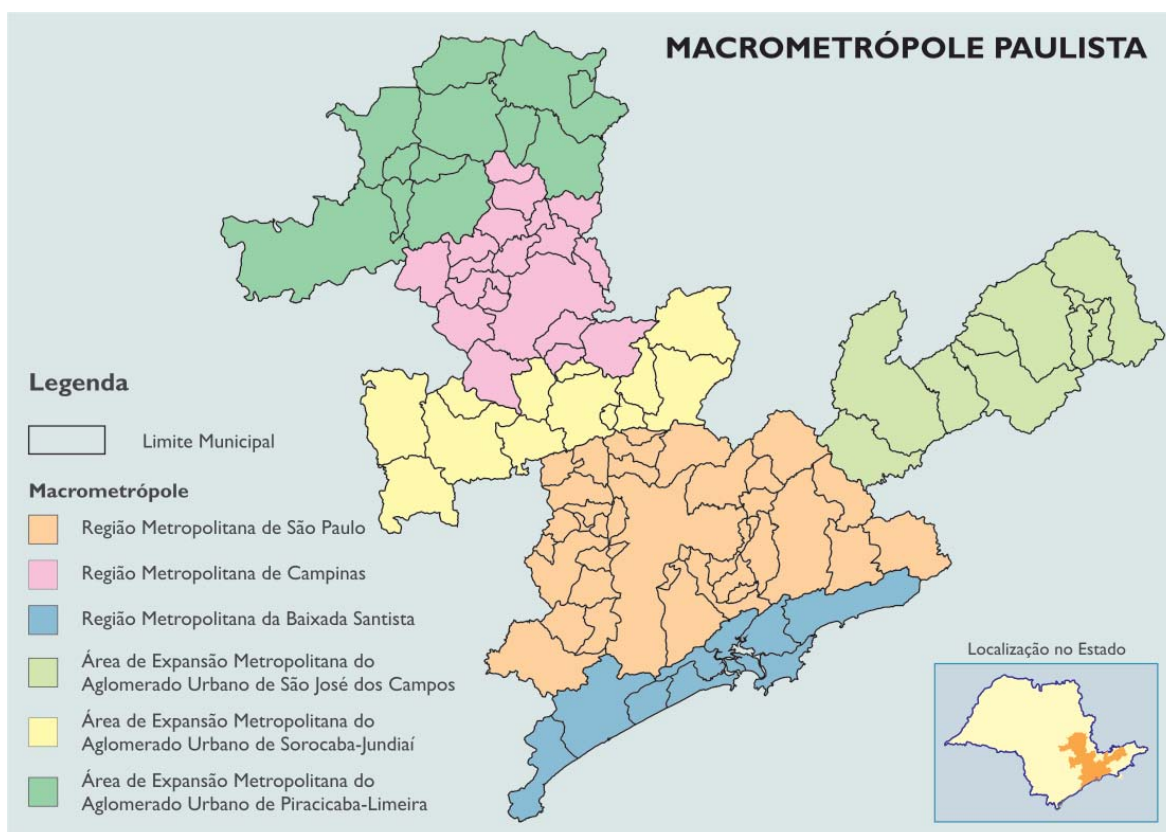 MACROMETRÓPOLE PAULISTA
Legenda
Limite Municipal
Macrometrópole
Região Metropolitana de São Paulo
Região Metropolitana de Campinas
Região Metropolitana da Baixada Santista
Área de Expansão Metropolitana do
Aglomerado Urbano de São José dos Campos
Área de Expansão Metropolitana do
Aglomerado Urbano de Sorocaba-Jundiaí
Área de Expansão Metropolitana do
Aglomerado Urbano de Piracicaba-Limeira
Localização no Estado